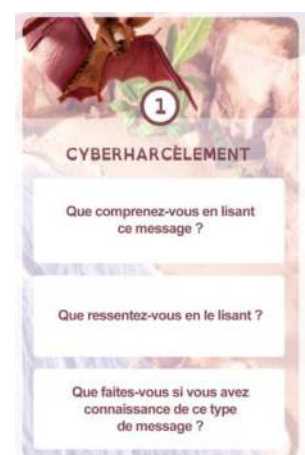 1
CYBERHARCÈLEMENT
Que comprenez-vous en lisant
ce message ?
Que ressentez-vous en le lisant ?
Que faites-vous si vous avez
connaissance de ce type
de message ?